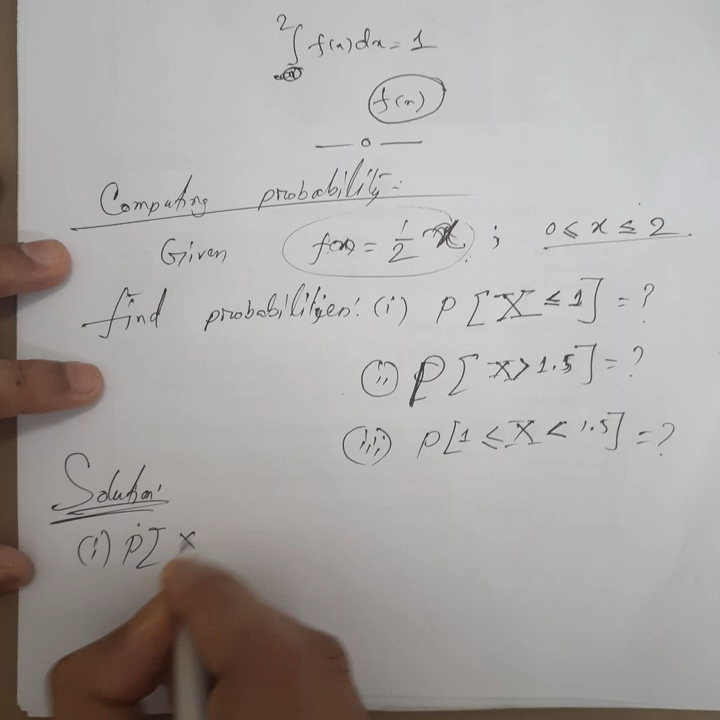 ∫₀² f(x)dx = 1
f(x)
Computing probability:-
Given f(x) = 1/2 x ; 0 ≤ x ≤ 2
find probabilities: (i) P[X ≤ 1] = ?
(ii) P[X > 1.5] = ?
(iii) P[1 ≤ X < 1.5] = ?
Solution:
(i) P[X